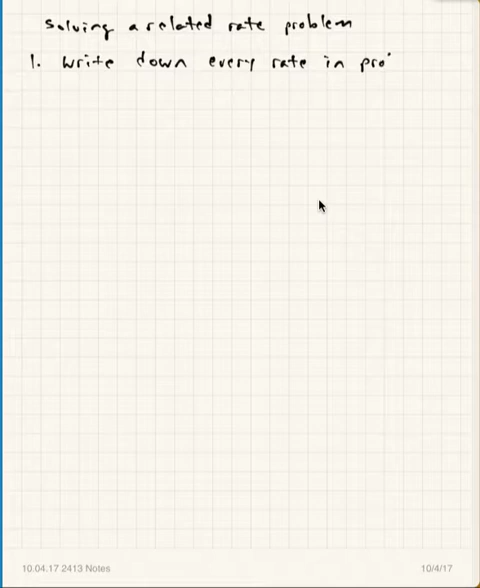 Solving a related rate problem
1. Write down every rate in pro
10.04.17 2413 Notes
10/4/17